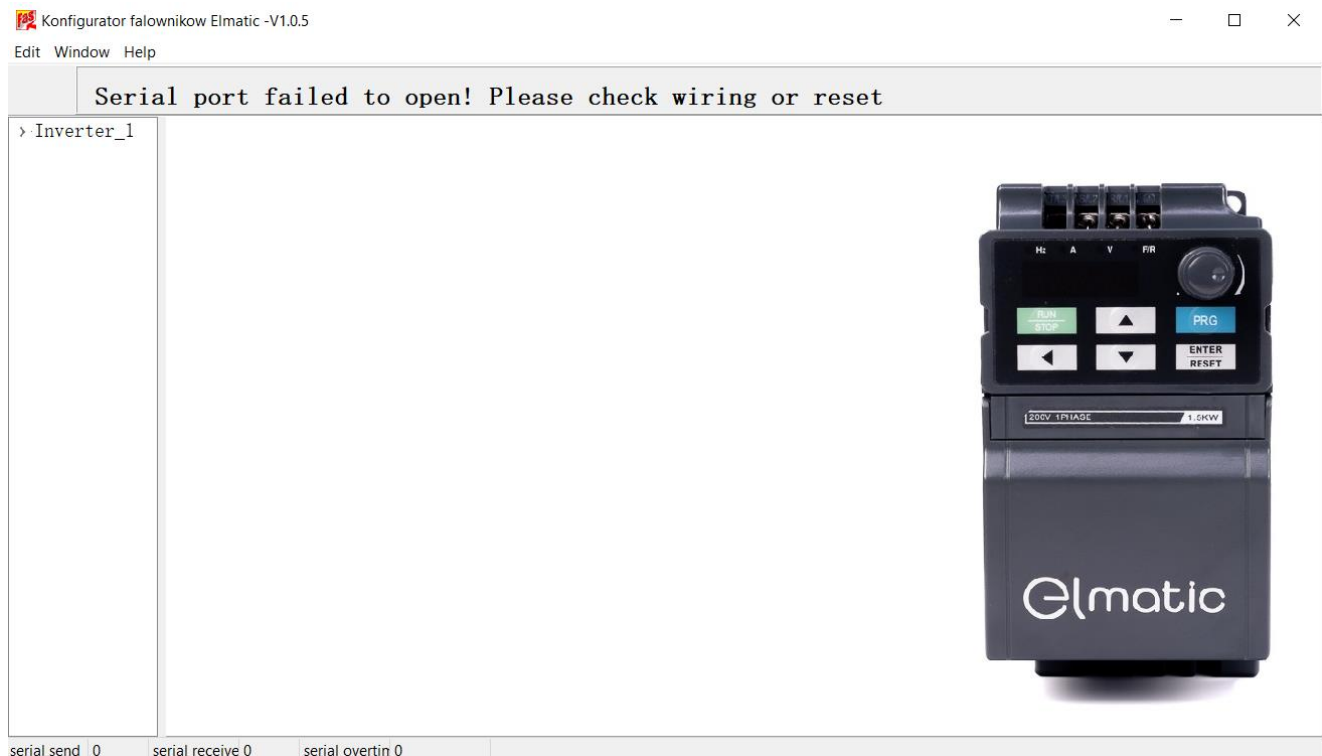 Konfigurator falownikow Elmatic -V1.0.5
Edit Window Help
Serial port failed to open! Please check wiring or reset
Inverter_1
Hz A V F/R
RUN
STOP
PRG
ENTER
RESET
200V 1PHASE 1.5KW
elmatic
serial send 0 serial receive 0 serial overtin 0